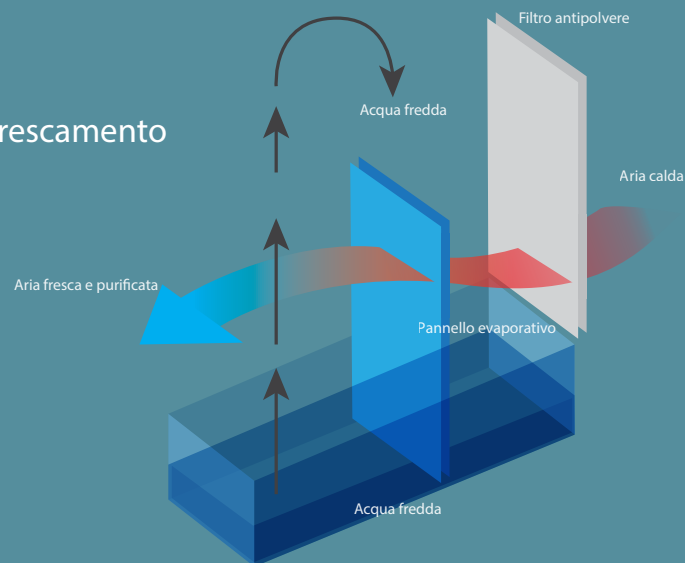 Filtro antipolvere
Acqua fredda
rescamento
Aria calda
Aria fresca e purificata
Pannello evaporativo
Acqua fredda